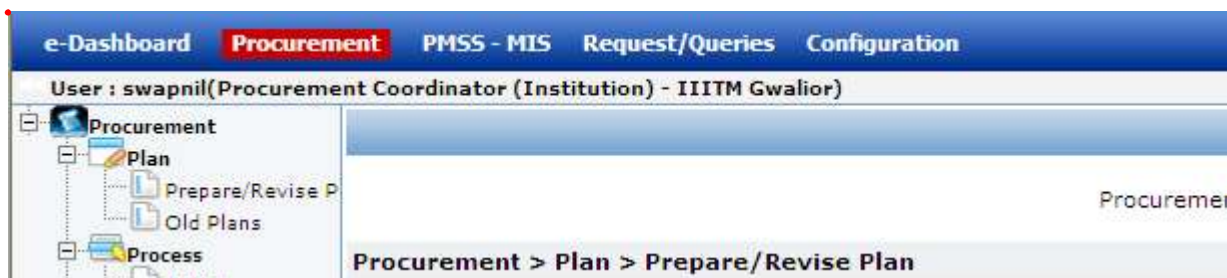 e-Dashboard Procurement PMSS - MIS Request/Queries Configuration
User : swapnil(Procurement Coordinator (Institution) - IIITM Gwalior)
Procurement
Plan
Prepare/Revise P
Old Plans
Procuremen
Process
Procurement > Plan > Prepare/Revise Plan